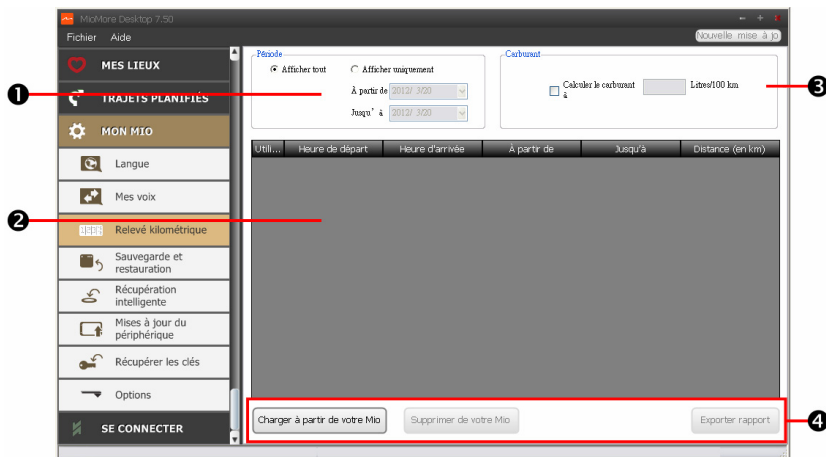 MioMore Desktop 7.50
Fichier Aide
Nouvelle mise à jo
MES LIEUX
TRAJETS PLANIFIÉS
MON MIO
Langue
Mes voix
Relevé kilométrique
Sauvegarde et
restauration
Récupération
intelligente
Mises à jour du
périphérique
Récupérer les clés
Options
SE CONNECTER
Période
Afficher tout Afficher uniquement
À partir de 2012/ 3/20
Jusqu' à 2012/ 3/20
Carburant
Calculer le carburant
à
Litres/100 km
Utili... Heure de départ Heure d'arrivée À partir de Jusqu'à Distance (en km)
Charger à partir de votre Mio Supprimer de votre Mio Exporter rapport
1
2
3
4